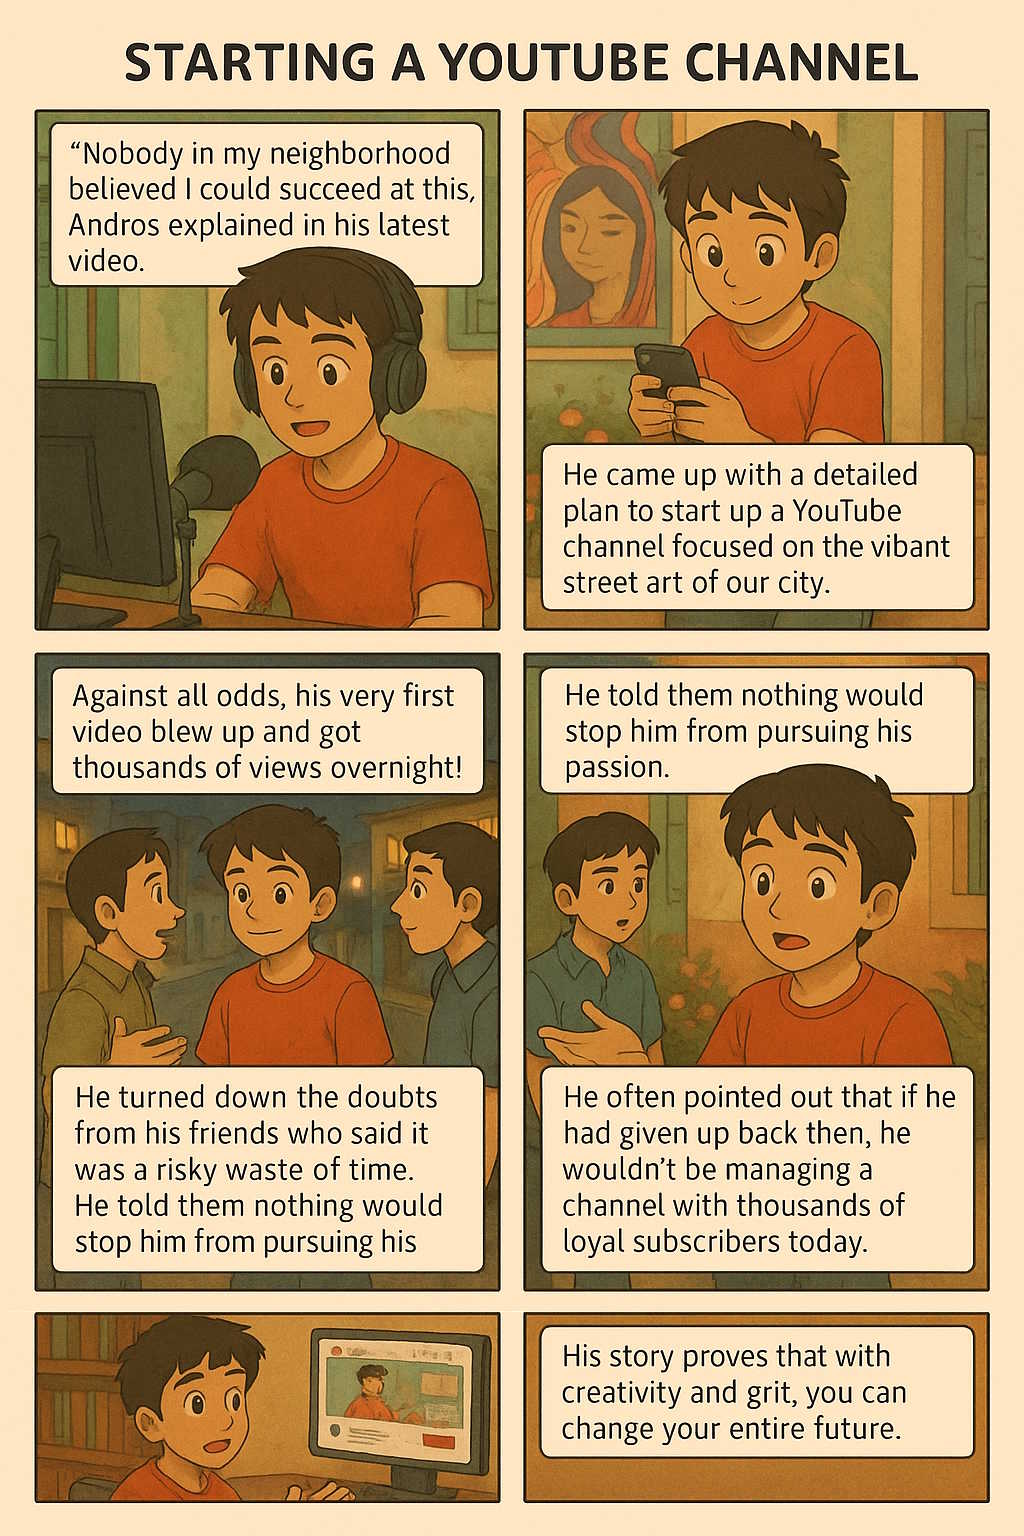 STARTING A YOUTUBE CHANNEL
“Nobody in my neighborhood
believed I could succeed at this,
Andros explained in his latest
video.
He came up with a detailed
plan to start up a YouTube
channel focused on the vibant
street art of our city.
Against all odds, his very first
video blew up and got
thousands of views overnight!
He turned down the doubts
from his friends who said it
was a risky waste of time.
He told them nothing would
stop him from pursuing his
He told them nothing would
stop him from pursuing his
passion.
He often pointed out that if he
had given up back then, he
wouldn’t be managing a
channel with thousands of
loyal subscribers today.
His story proves that with
creativity and grit, you can
change your entire future.